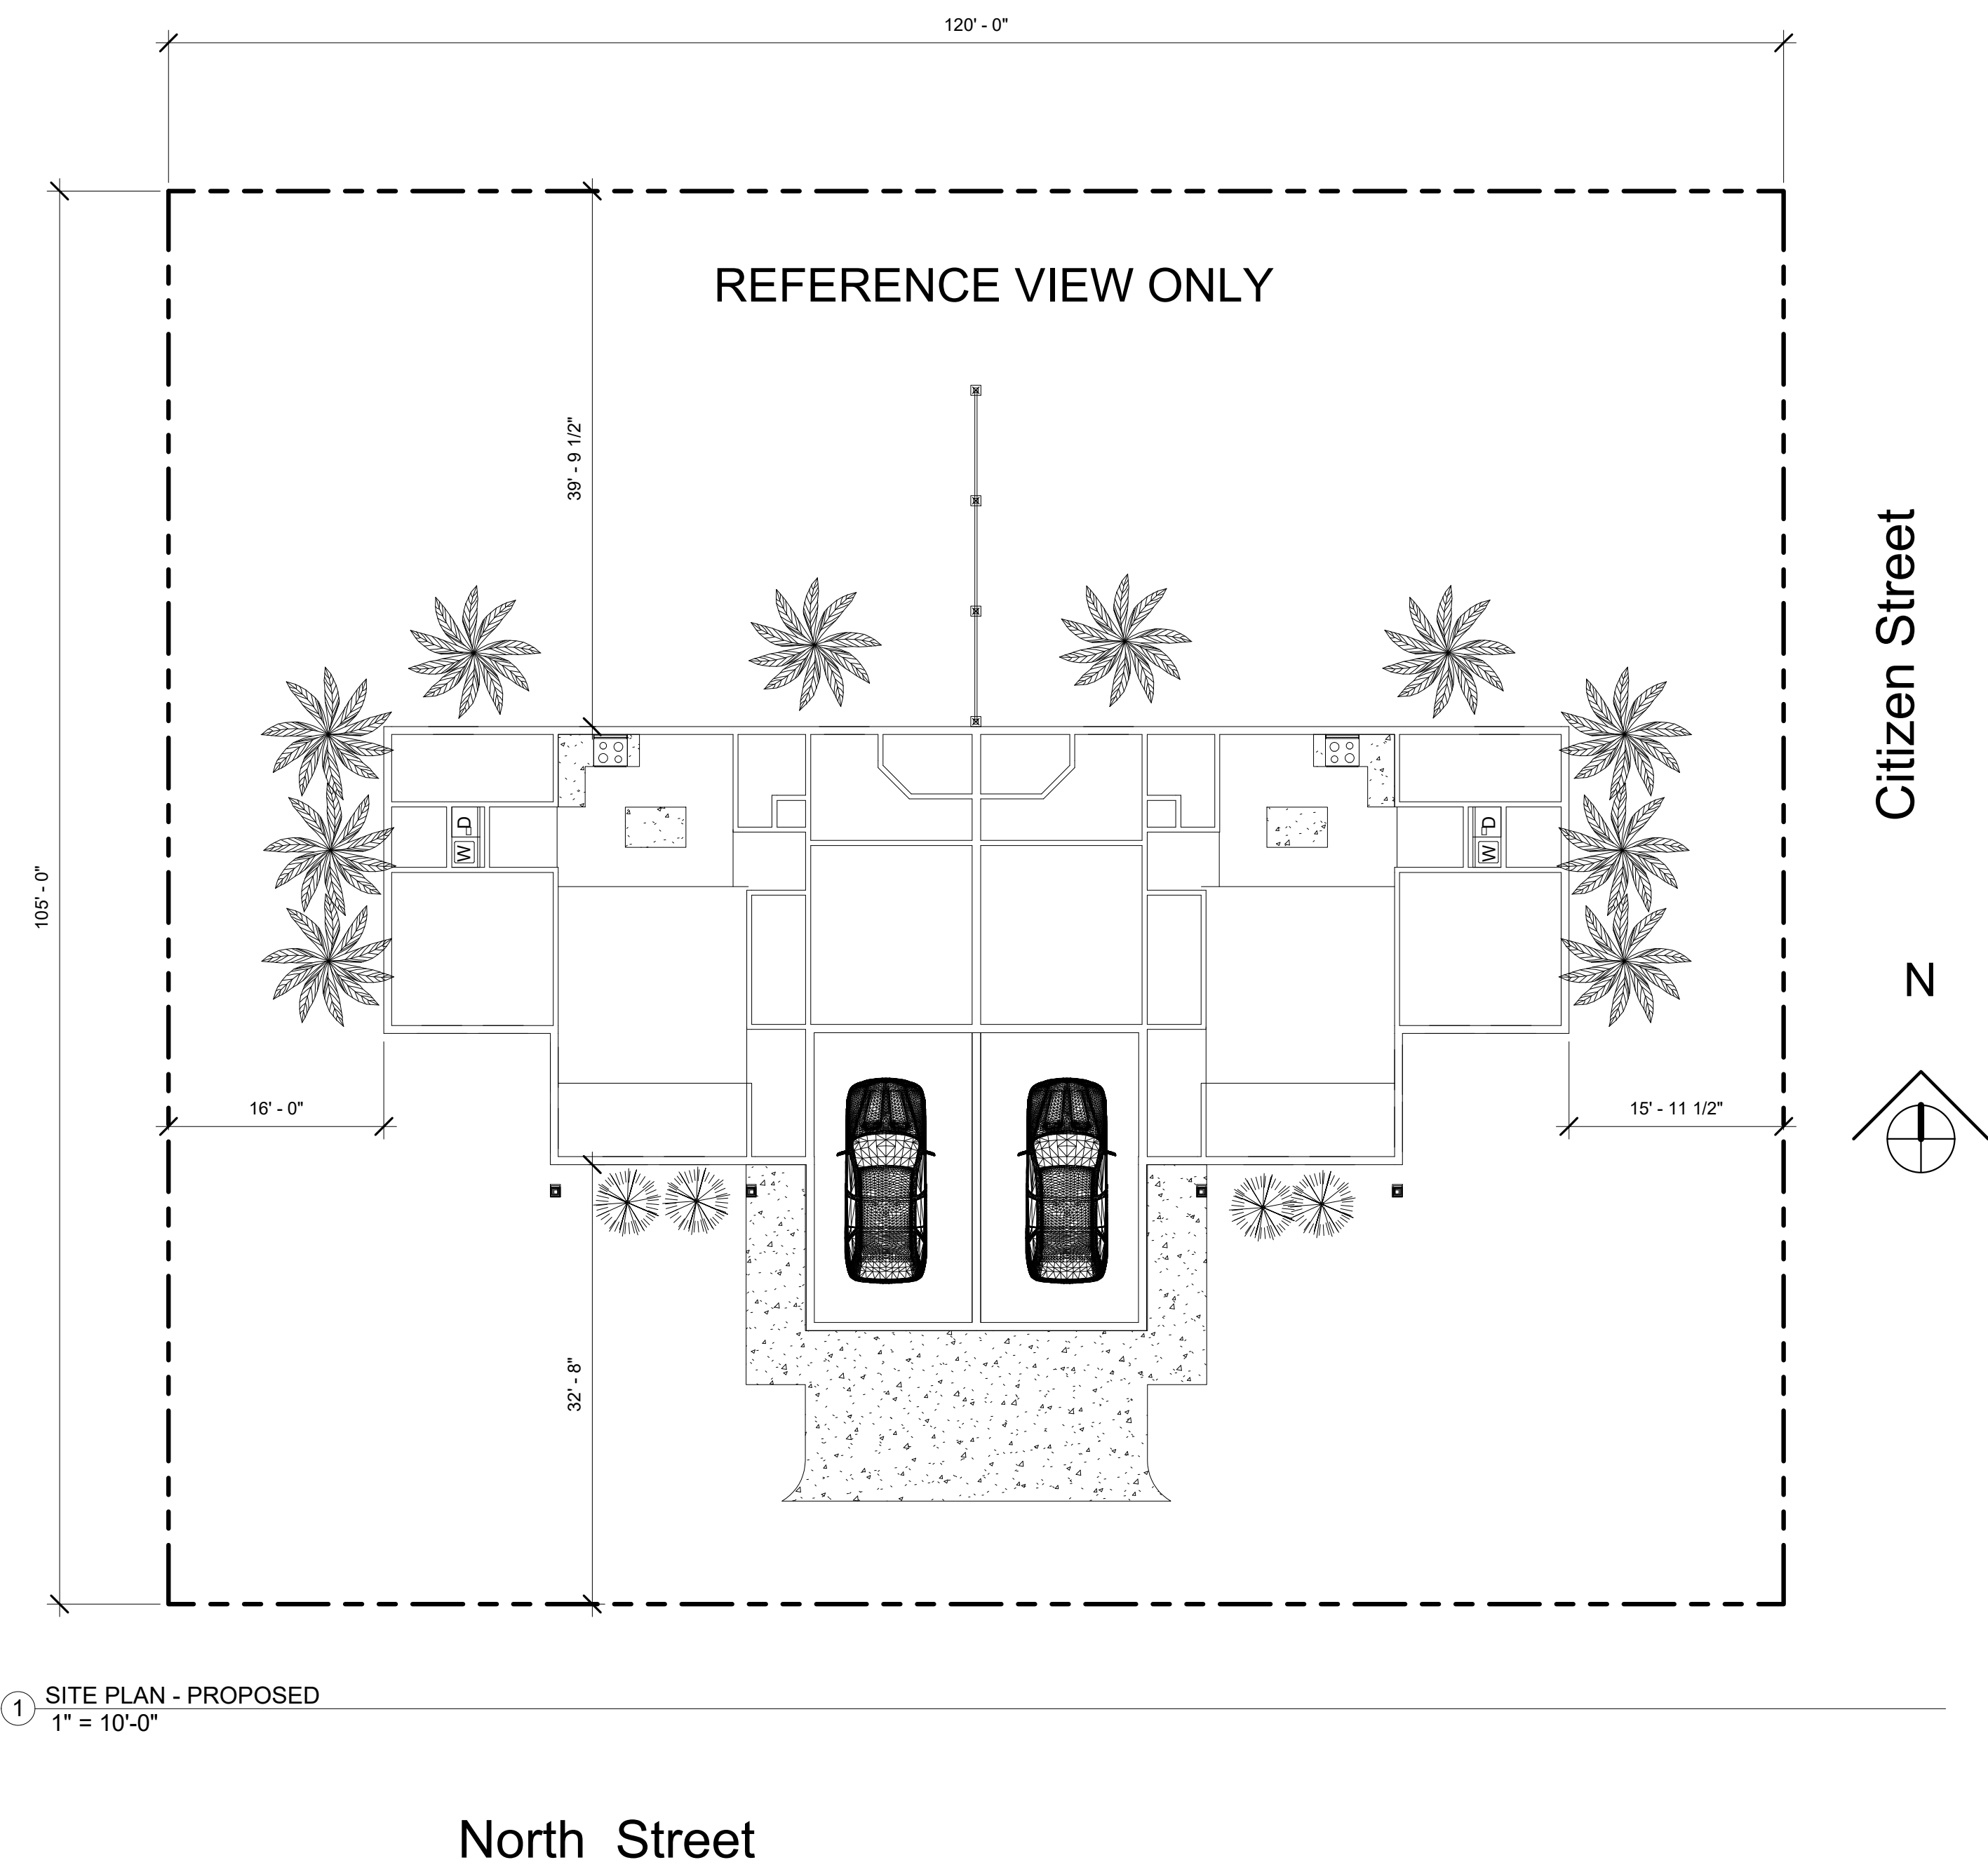 120' - 0"
REFERENCE VIEW ONLY
39' - 9 1/2"
105' - 0"
Citizen Street
N
D
W
D
W
16' - 0"
15' - 11 1/2"
32' - 8"
1
SITE PLAN - PROPOSED
1" = 10'-0"
North Street